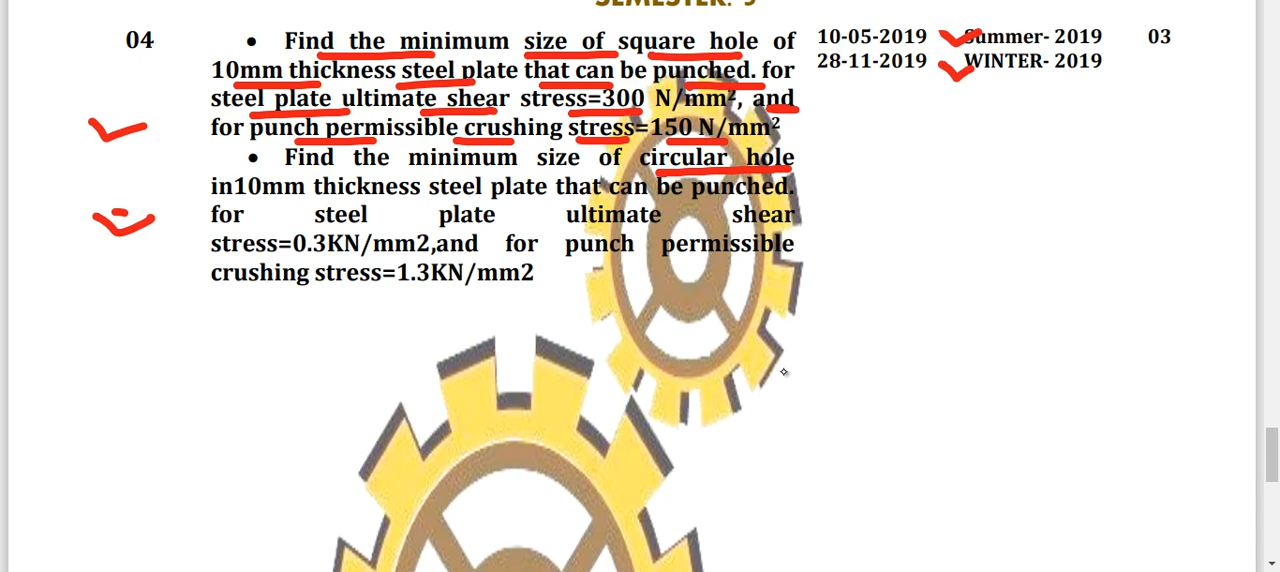 SEMESTER: 5
04 • Find the minimum size of square hole of 10-05-2019 Summer- 2019 03
10mm thickness steel plate that can be punched. for 28-11-2019 WINTER- 2019
steel plate ultimate shear stress=300 N/mm², and
for punch permissible crushing stress=150 N/mm²
• Find the minimum size of circular hole
in10mm thickness steel plate that can be punched.
for steel plate ultimate shear
stress=0.3KN/mm2,and for punch permissible
crushing stress=1.3KN/mm2